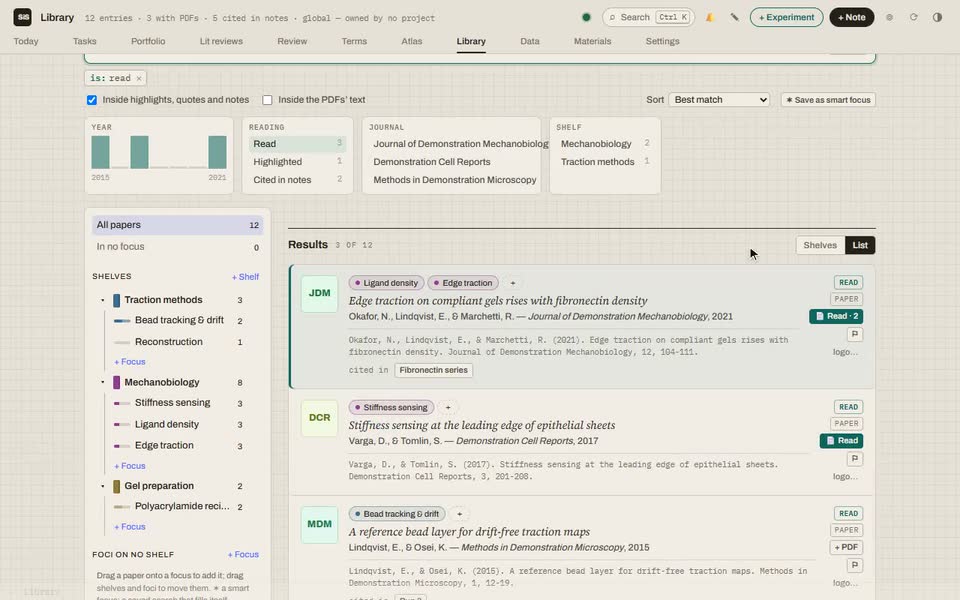 SIS Library 12 entries · 3 with PDFs · 5 cited in notes · global — owned by no project Search Ctrl K + Experiment + Note
Today Tasks Portfolio Lit reviews Review Terms Atlas Library Data Materials Settings
is: read ×
Inside highlights, quotes and notes Inside the PDFs' text Sort Best match ✶ Save as smart focus
YEAR
2015 2021
READING
Read 3
Highlighted 1
Cited in notes 2
JOURNAL
Journal of Demonstration Mechanobiolog
Demonstration Cell Reports
Methods in Demonstration Microscopy
SHELF
Mechanobiology 2
Traction methods 1
All papers 12
In no focus 0
SHELVES + Shelf
Traction methods 3
Bead tracking & drift 2
Reconstruction 1
+ Focus
Mechanobiology 8
Stiffness sensing 3
Ligand density 3
Edge traction 3
+ Focus
Gel preparation 2
Polyacrylamide reci... 2
+ Focus
FOCI ON NO SHELF + Focus
Drag a paper onto a focus to add it; drag
shelves and foci to move them. ✶ a smart
Results 3 OF 12 Shelves List
JDM
Ligand density Edge traction +
Edge traction on compliant gels rises with fibronectin density
Okafor, N., Lindqvist, E., & Marchetti, R. — Journal of Demonstration Mechanobiology, 2021
Okafor, N., Lindqvist, E., & Marchetti, R. (2021). Edge traction on compliant gels rises with
fibronectin density. Journal of Demonstration Mechanobiology, 12, 104-111.
cited in Fibronectin series
READ
PAPER
Read · 2
logo...
DCR
Stiffness sensing +
Stiffness sensing at the leading edge of epithelial sheets
Varga, D., & Tomlin, S. — Demonstration Cell Reports, 2017
Varga, D., & Tomlin, S. (2017). Stiffness sensing at the leading edge of epithelial sheets.
Demonstration Cell Reports, 3, 201-208.
READ
PAPER
Read
logo...
MDM
Bead tracking & drift +
A reference bead layer for drift-free traction maps
Lindqvist, E., & Osei, K. — Methods in Demonstration Microscopy, 2015
Lindqvist, E., & Osei, K. (2015). A reference bead layer for drift-free traction maps. Methods in
Demonstration Microscopy, 1, 12-19.
READ
PAPER
+ PDF
logo...
Library